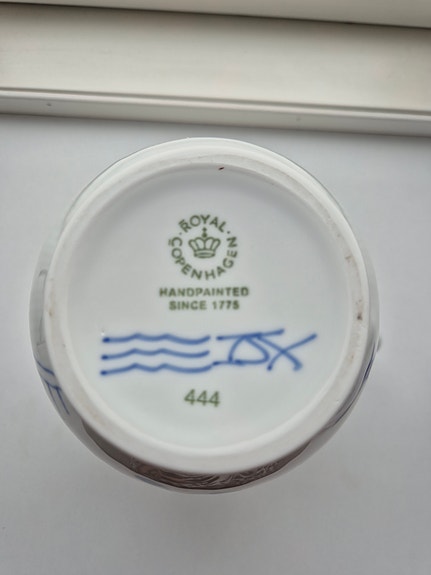 ROYAL
COPENHAGEN
HANDPAINTED
SINCE 1775
444